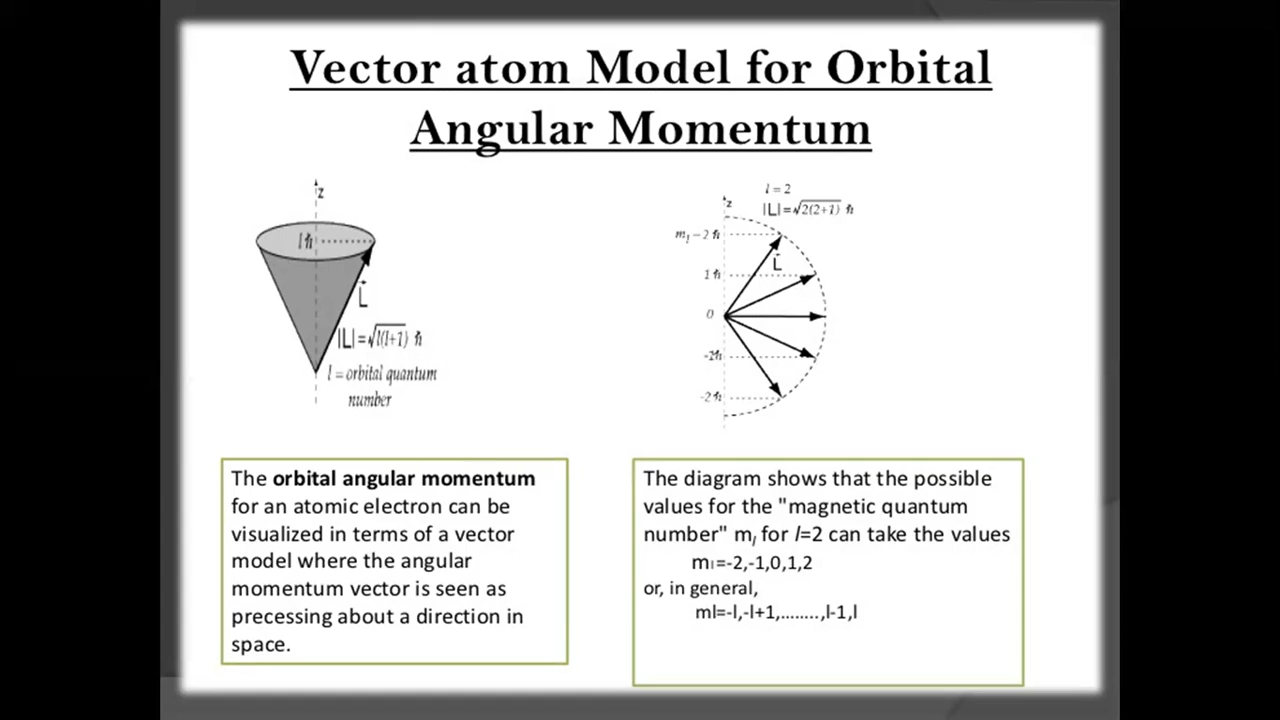 Vector atom Model for Orbital
Angular Momentum
z
lħ
L
|L|=√l(l+1) ħ
l = orbital quantum
number
l = 2
|L|=√2(2+1) ħ
z
ml–2ħ
L
1ħ
0
-2ħ
-2ħ
The orbital angular momentum
for an atomic electron can be
visualized in terms of a vector
model where the angular
momentum vector is seen as
precessing about a direction in
space.
The diagram shows that the possible
values for the "magnetic quantum
number" ml for l=2 can take the values
ml=-2,-1,0,1,2
or, in general,
ml=-l,-l+1,........,l-1,l